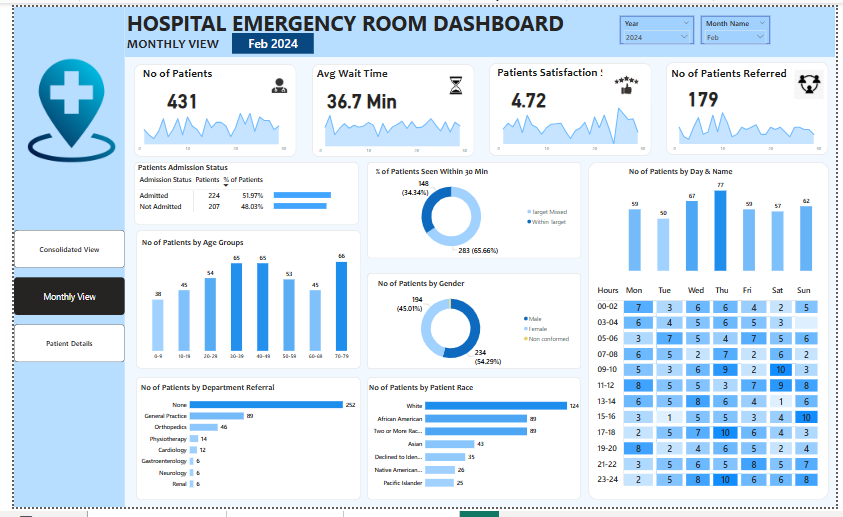 HOSPITAL EMERGENCY ROOM DASHBOARD
MONTHLY VIEW
Feb 2024
Year
2024
Month Name
Feb
Consolidated View
Monthly View
Patient Details
No of Patients
431
Avg Wait Time
36.7 Min
Patients Satisfaction
4.72
No of Patients Referred
179
Patients Admission Status
Admission Status Patients % of Patients
Admitted 224 51.97%
Not Admitted 207 48.03%
% of Patients Seen Within 30 Min
148
(34.34%)
283 (65.66%)
Target Missed
Within Target
No of Patients by Age Groups
38 45 54 65 65 53 45 66
0-9 10-19 20-29 30-39 40-49 50-59 60-69 70-79
No of Patients by Gender
194
(45.01%)
234
(54.29%)
Male
Female
Non conformed
No of Patients by Department Referral
None 252
General Practice 89
Orthopedics 46
Physiotherapy 14
Cardiology 12
Gastroenterology 6
Neurology 6
Renal 6
No of Patients by Patient Race
White 124
African American 89
Two or More Rac... 89
Asian 43
Declined to Iden... 35
Native American... 26
Pacific Islander 25
No of Patients by Day & Name
59 50 67 77 59 57 62
Hours Mon Tue Wed Thu Fri Sat Sun
00-02 7 3 6 6 4 2 5
03-04 6 4 5 6 5 3
05-06 3 7 5 4 7 5 6
07-08 6 5 2 7 2 6 2
09-10 5 3 6 9 2 10 3
11-12 8 5 5 3 7 9 8
13-14 6 5 8 6 4 1 6
15-16 3 1 5 5 3 4 10
17-18 2 5 7 10 6 4 3
19-20 8 2 4 6 5 2 4
21-22 3 5 6 5 8 5 7
23-24 2 5 8 10 6 6 8